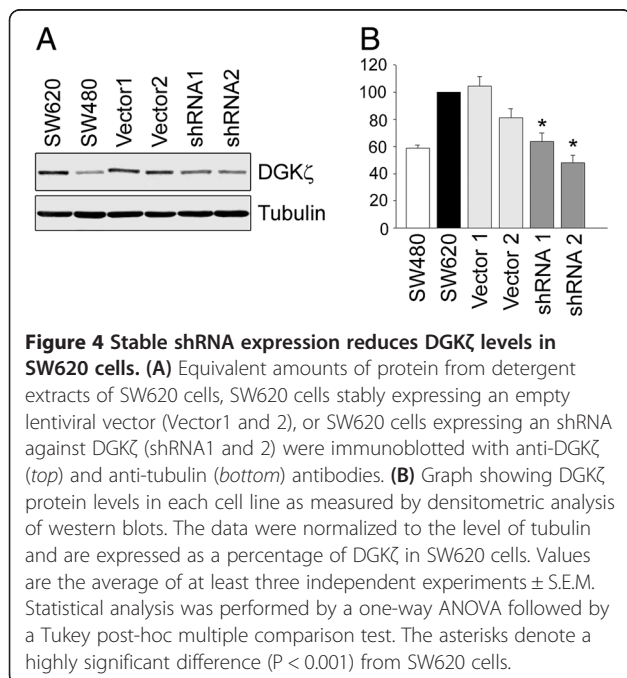 A
SW620
SW480
Vector1
Vector2
shRNA1
shRNA2
DGKζ
Tubulin
B
120
100
80
60
40
20
0
*
*
SW480
SW620
Vector 1
Vector 2
shRNA 1
shRNA 2
Figure 4 Stable shRNA expression reduces DGKζ levels in
SW620 cells. (A) Equivalent amounts of protein from detergent
extracts of SW620 cells, SW620 cells stably expressing an empty
lentiviral vector (Vector1 and 2), or SW620 cells expressing an shRNA
against DGKζ (shRNA1 and 2) were immunoblotted with anti-DGKζ
(top) and anti-tubulin (bottom) antibodies. (B) Graph showing DGKζ
protein levels in each cell line as measured by densitometric analysis
of western blots. The data were normalized to the level of tubulin
and are expressed as a percentage of DGKζ in SW620 cells. Values
are the average of at least three independent experiments ± S.E.M.
Statistical analysis was performed by a one-way ANOVA followed by
a Tukey post-hoc multiple comparison test. The asterisks denote a
highly significant difference (P < 0.001) from SW620 cells.